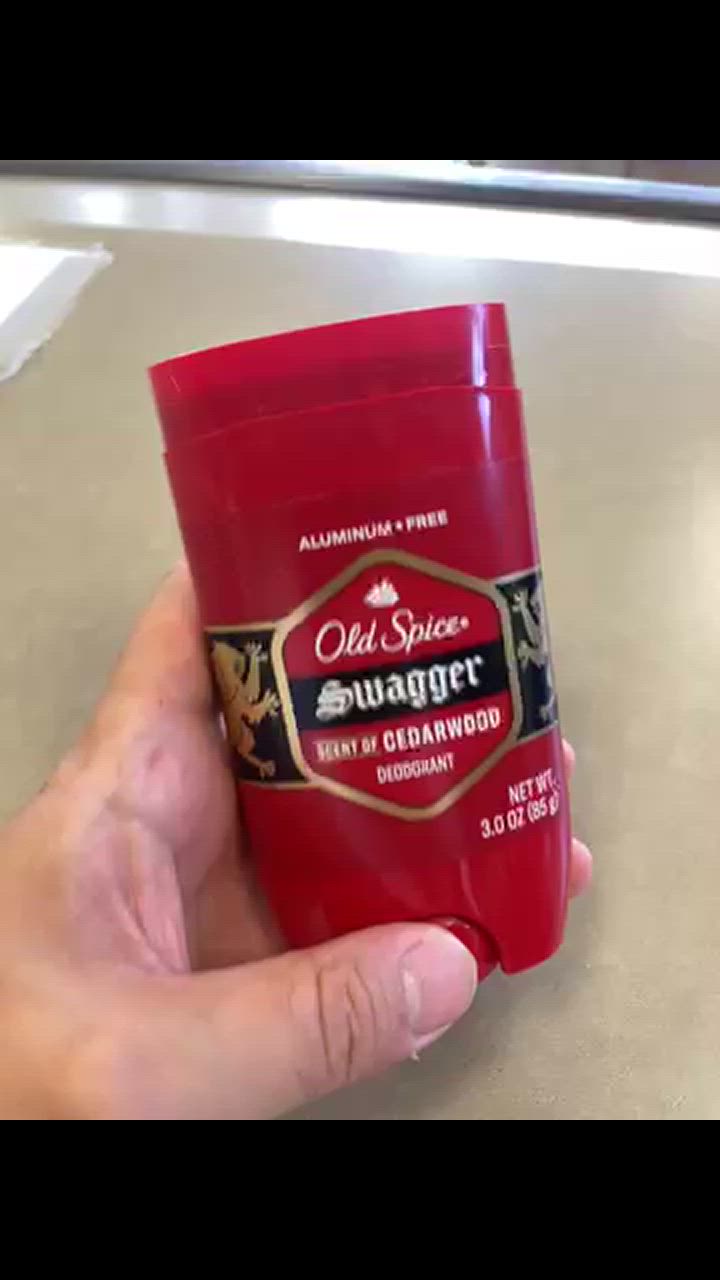 ALUMINUM • FREE
Old Spice
Swagger
SCENT OF CEDARWOOD
DEODORANT
NET WT.
3.0 OZ (85 g)